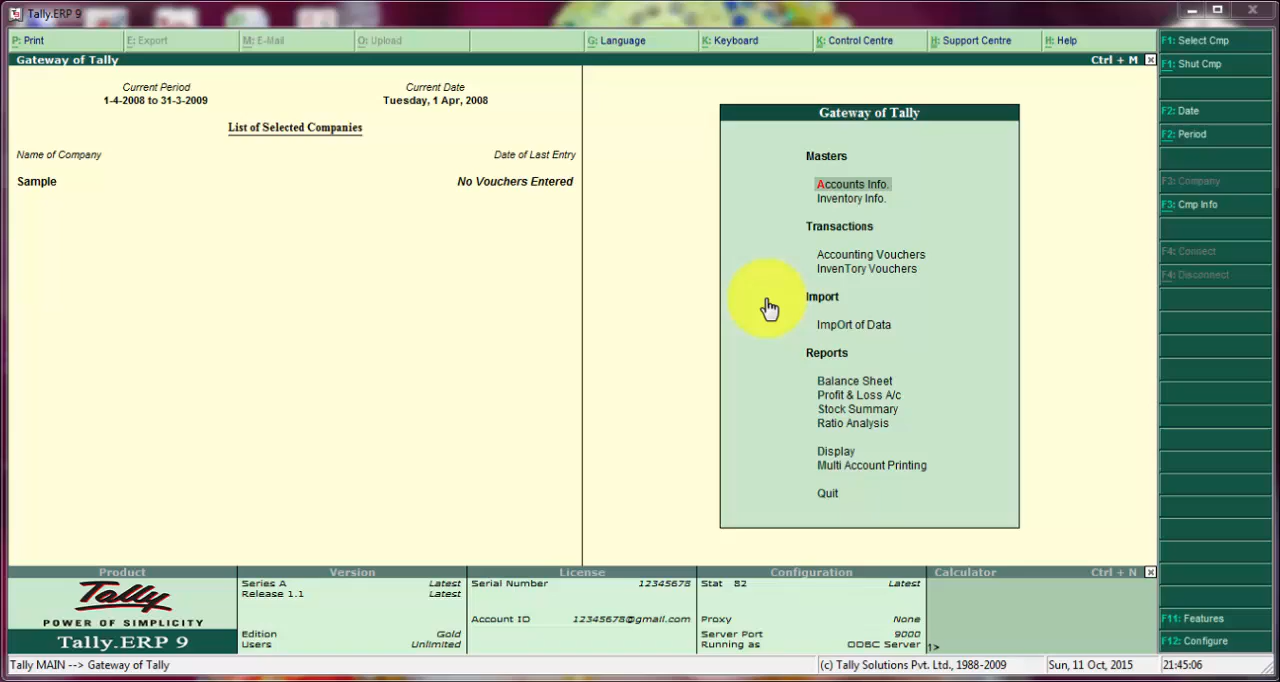 Tally.ERP 9
P: Print
E: Export
M: E-Mail
O: Upload
G: Language
K: Keyboard
K: Control Centre
H: Support Centre
H: Help
Gateway of Tally
Ctrl + M
Current Period
1-4-2008 to 31-3-2009
Current Date
Tuesday, 1 Apr, 2008
List of Selected Companies
Name of Company
Date of Last Entry
Sample
No Vouchers Entered
Gateway of Tally
Masters
Accounts Info.
Inventory Info.
Transactions
Accounting Vouchers
InvenTory Vouchers
Import
ImpOrt of Data
Reports
Balance Sheet
Profit & Loss A/c
Stock Summary
Ratio Analysis
Display
Multi Account Printing
Quit
F1: Select Cmp
F1: Shut Cmp
F2: Date
F2: Period
F3: Company
F3: Cmp Info
F4: Connect
F4: Disconnect
F11: Features
F12: Configure
Product
Tally
POWER OF SIMPLICITY
Tally.ERP 9
Version
Series A Latest
Release 1.1 Latest
Edition Gold
Users Unlimited
License
Serial Number 12345678
Account ID 12345678@gmail.com
Configuration
Stat 82 Latest
Proxy None
Server Port 9000
Running as ODBC Server
Calculator Ctrl + N
1>
Tally MAIN --> Gateway of Tally
(c) Tally Solutions Pvt. Ltd., 1988-2009
Sun, 11 Oct, 2015
21:45:06